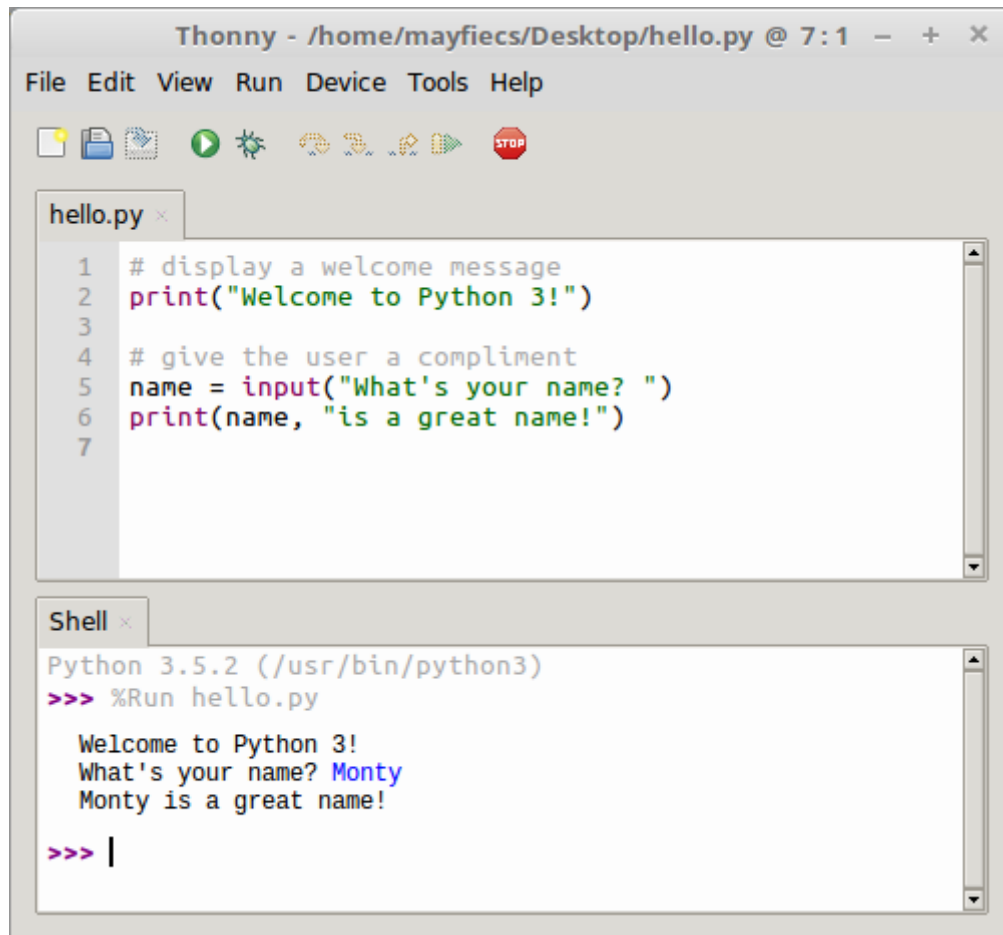 Thonny - /home/mayfiecs/Desktop/hello.py @ 7:1
File Edit View Run Device Tools Help
STOP
hello.py
1 # display a welcome message
2 print("Welcome to Python 3!")
3
4 # give the user a compliment
5 name = input("What's your name? ")
6 print(name, "is a great name!")
7
Shell
Python 3.5.2 (/usr/bin/python3)
>>> %Run hello.py
Welcome to Python 3!
What's your name? Monty
Monty is a great name!
>>>